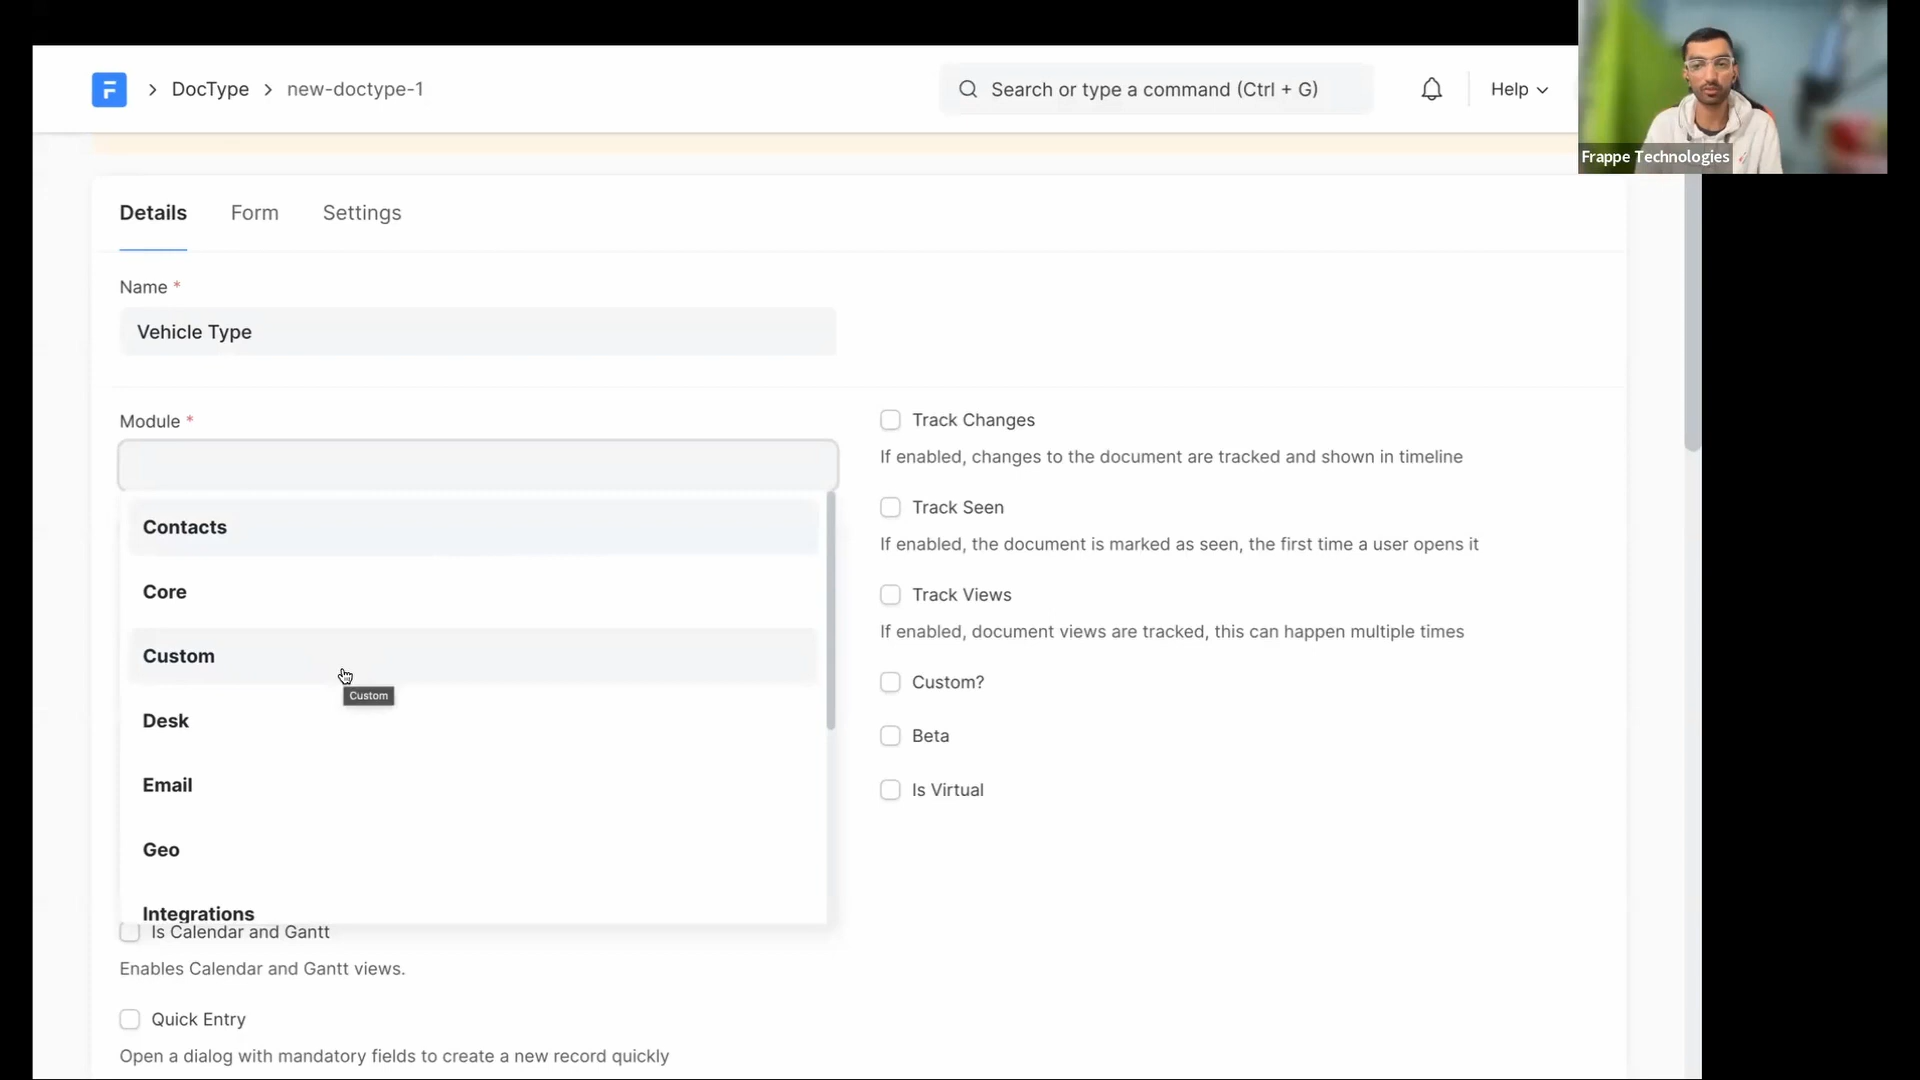 DocType
new-doctype-1
Search or type a command (Ctrl + G)
Help
Frappe Technologies
Details
Form
Settings
Name *
Vehicle Type
Module *
Contacts
Core
Custom
Custom
Desk
Email
Geo
Integrations
Is Calendar and Gantt
Enables Calendar and Gantt views.
Quick Entry
Open a dialog with mandatory fields to create a new record quickly
Track Changes
If enabled, changes to the document are tracked and shown in timeline
Track Seen
If enabled, the document is marked as seen, the first time a user opens it
Track Views
If enabled, document views are tracked, this can happen multiple times
Custom?
Beta
Is Virtual